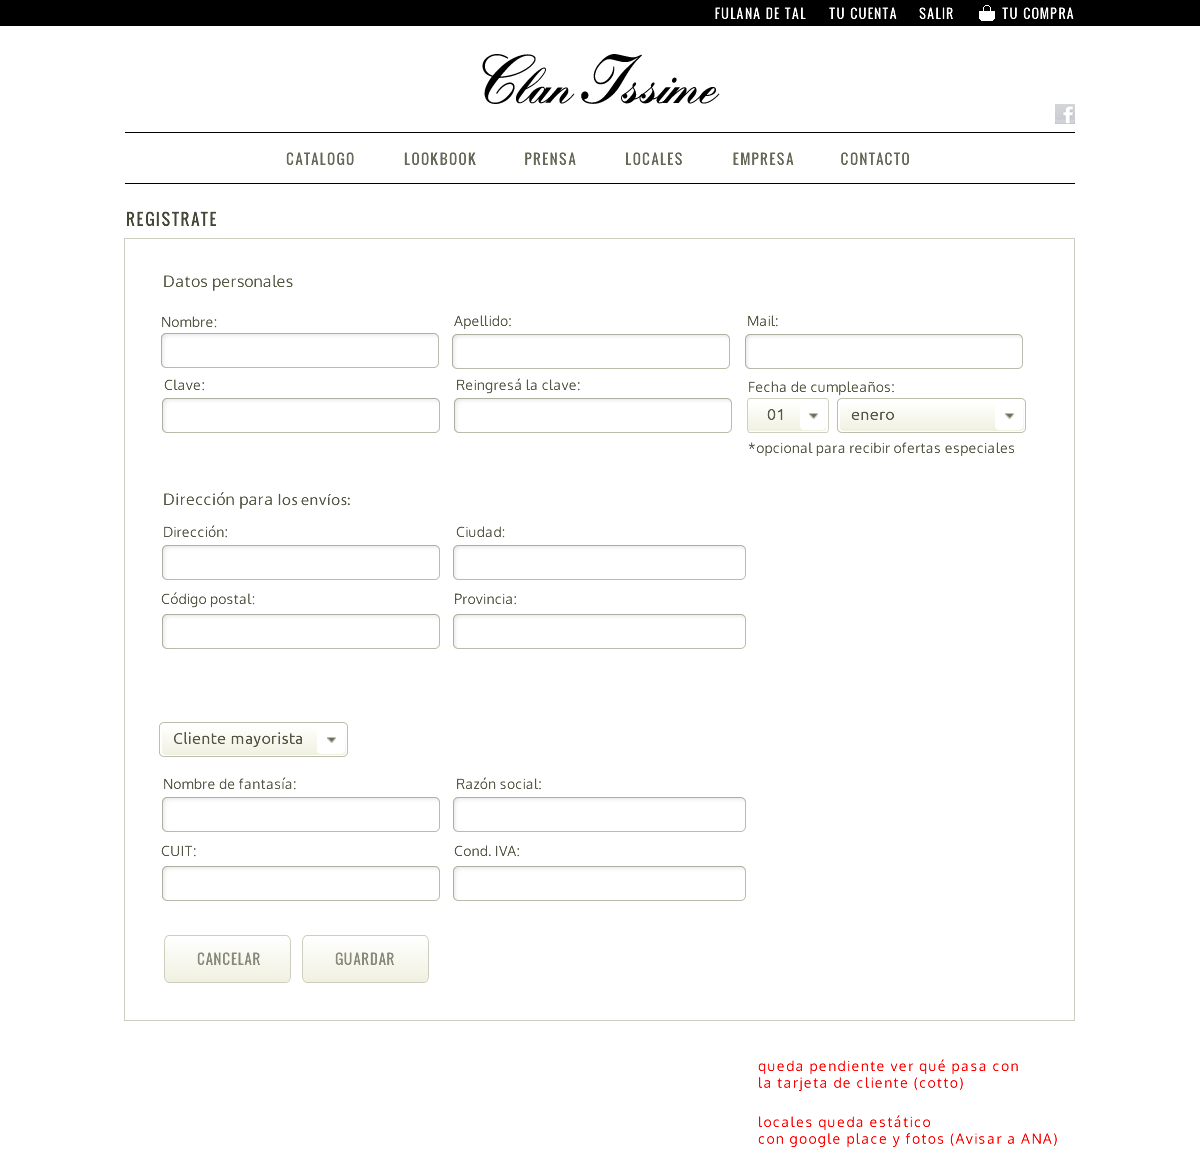 FULANA DE TAL TU CUENTA SALIR TU COMPRA
Clan Issime
f
CATALOGO LOOKBOOK PRENSA LOCALES EMPRESA CONTACTO
REGISTRATE
Datos personales
Nombre: Apellido: Mail:
Clave: Reingresá la clave: Fecha de cumpleaños:
01 enero
*opcional para recibir ofertas especiales
Dirección para los envíos:
Dirección: Ciudad:
Código postal: Provincia:
Cliente mayorista
Nombre de fantasía: Razón social:
CUIT: Cond. IVA:
CANCELAR GUARDAR
queda pendiente ver qué pasa con
la tarjeta de cliente (cotto)
locales queda estático
con google place y fotos (Avisar a ANA)